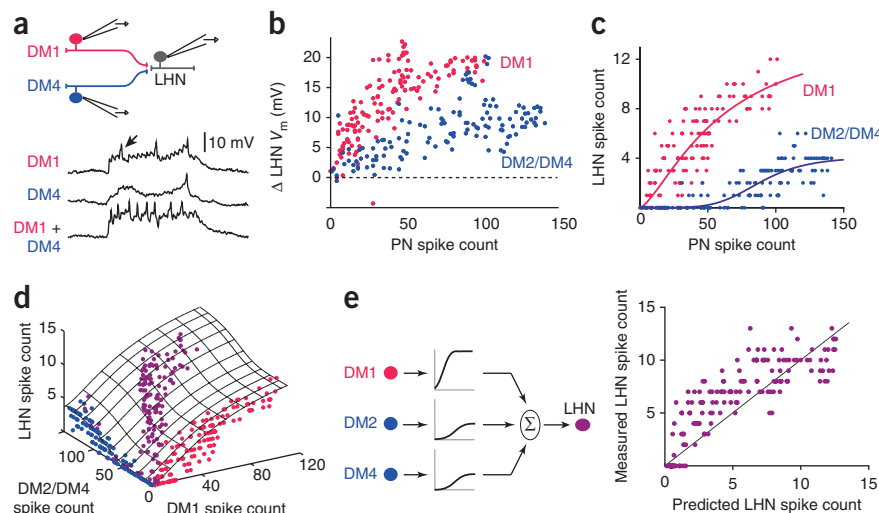 a
DM1
DM4
LHN
DM1
10 mV
DM4
DM1 +
DM4
b
Δ LHN Vm (mV)
20
15
10
5
0
0
50
100
150
PN spike count
DM1
DM2/DM4
c
LHN spike count
12
8
4
0
50
100
150
PN spike count
DM1
DM2/DM4
d
LHN spike count
15
10
5
100
50
0
40
80
120
DM2/DM4
spike count
DM1 spike count
e
DM1
DM2
DM4
Σ
LHN
Measured LHN spike count
15
10
5
0
5
10
15
Predicted LHN spike count